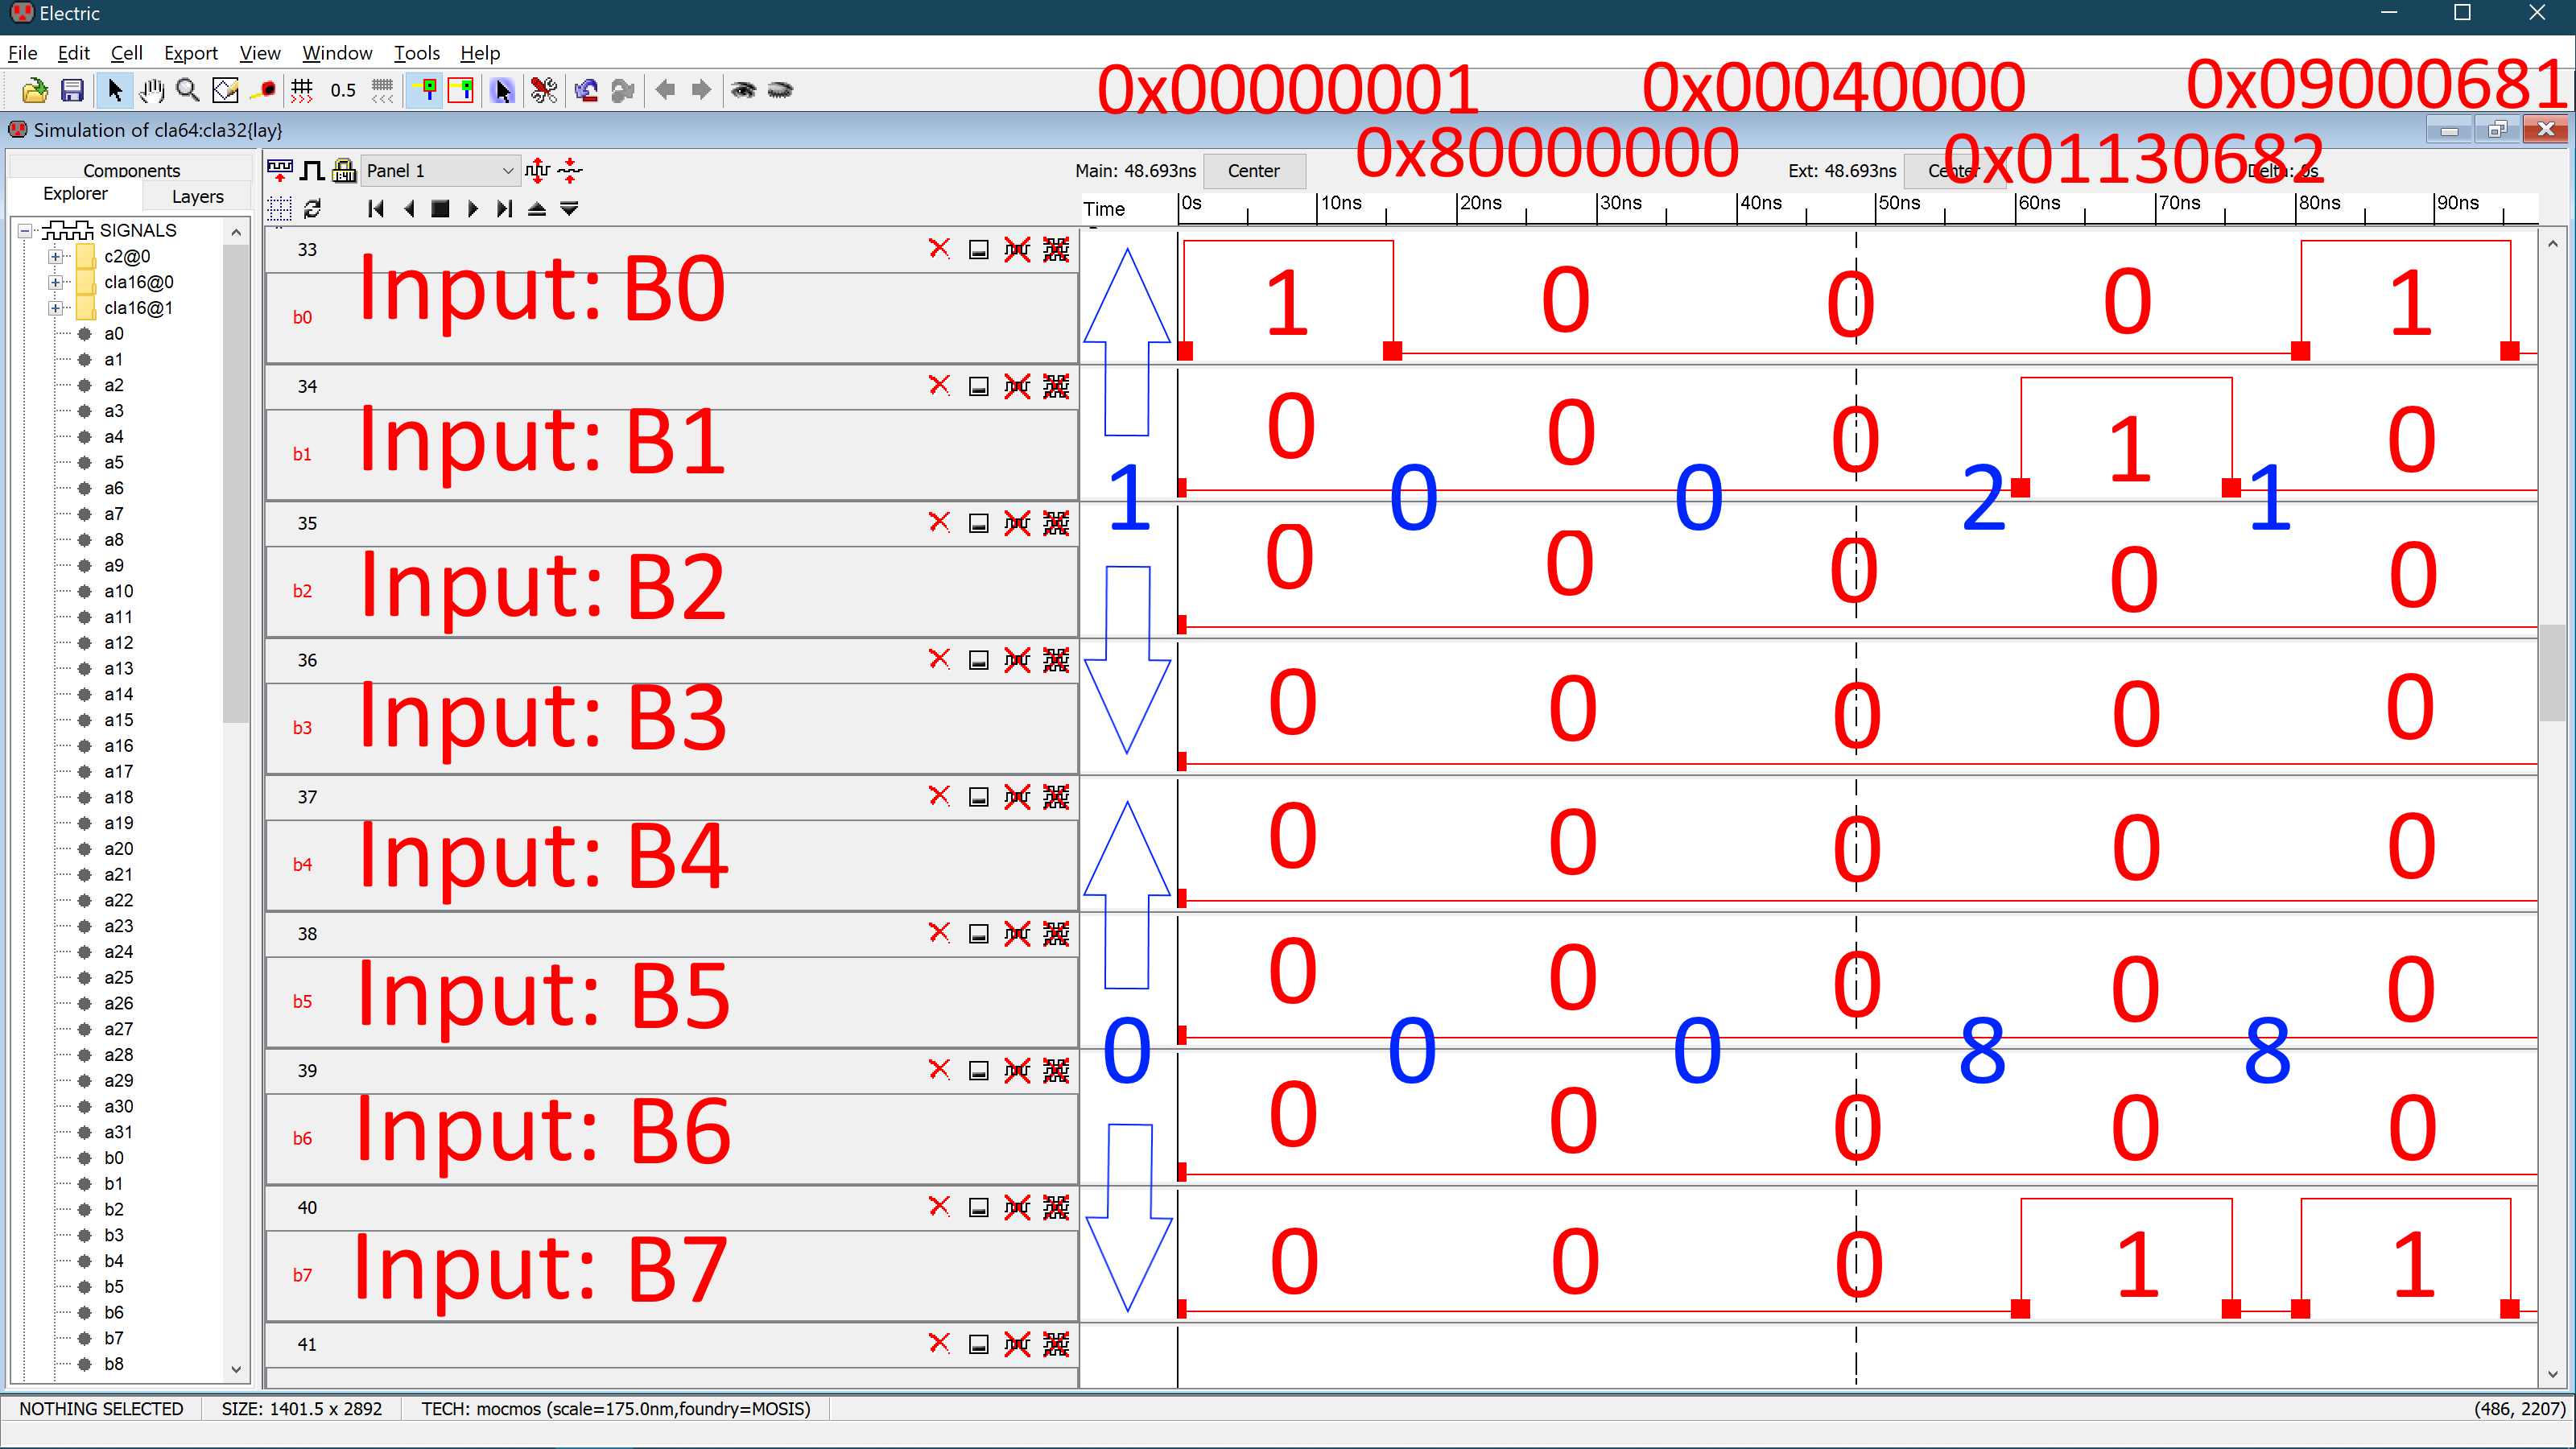 Electric
File Edit Cell Export View Window Tools Help
0.5
0x00000001 0x00040000 0x09000681
0x80000000 0x01130682
Simulation of cla64:cla32{lay}
Components
Explorer Layers
Panel 1
Main: 48.693ns Center Ext: 48.693ns Center Delta: 0s
Time 0s 10ns 20ns 30ns 40ns 50ns 60ns 70ns 80ns 90ns
SIGNALS
c2@0
cla16@0
cla16@1
a0
a1
a2
a3
a4
a5
a6
a7
a8
a9
a10
a11
a12
a13
a14
a15
a16
a17
a18
a19
a20
a21
a22
a23
a24
a25
a26
a27
a28
a29
a30
a31
b0
b1
b2
b3
b4
b5
b6
b7
b8
33
b0 Input: B0 1 0 0 0 1
34
b1 Input: B1 0 0 0 1 0
1 0 0 2 1
35
b2 Input: B2 0 0 0 0 0
36
b3 Input: B3 0 0 0 0 0
37
b4 Input: B4 0 0 0 0 0
38
b5 Input: B5 0 0 0 0 0
0 0 0 8 8
39
b6 Input: B6 0 0 0 0 0
40
b7 Input: B7 0 0 0 1 1
41
NOTHING SELECTED SIZE: 1401.5 x 2892 TECH: mocmos (scale=175.0nm,foundry=MOSIS) (486, 2207)